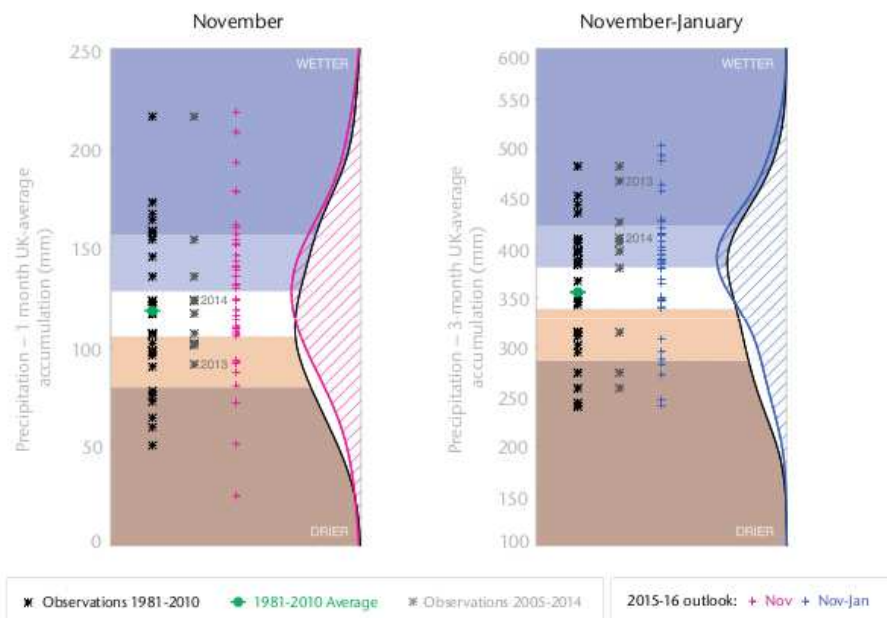 November
November-January
Precipitation – 1 month UK-average
accumulation (mm)
250
200
150
100
50
0
WETTER
2014
2013
DRIER
Precipitation – 3 month UK-average
accumulation (mm)
600
550
500
450
400
350
300
250
200
150
100
WETTER
2013
2014
DRIER
Observations 1981-2010
1981-2010 Average
Observations 2005-2014
2015-16 outlook: + Nov + Nov-Jan